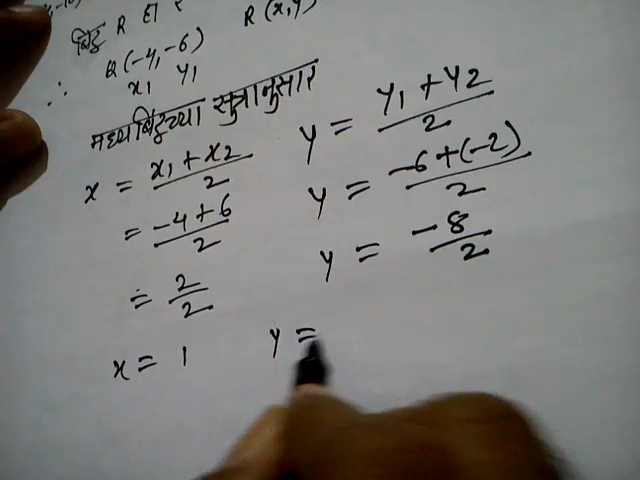 बिंदु R हा
R (x, y)
∴ Q (-4, -6)
x₁ y₁
मध्यबिंदुच्या सुत्रानुसार
x = x₁ + x₂ / 2
y = y₁ + y₂ / 2
= -4 + 6 / 2
y = -6 + (-2) / 2
= 2 / 2
y = -8 / 2
x = 1
y =